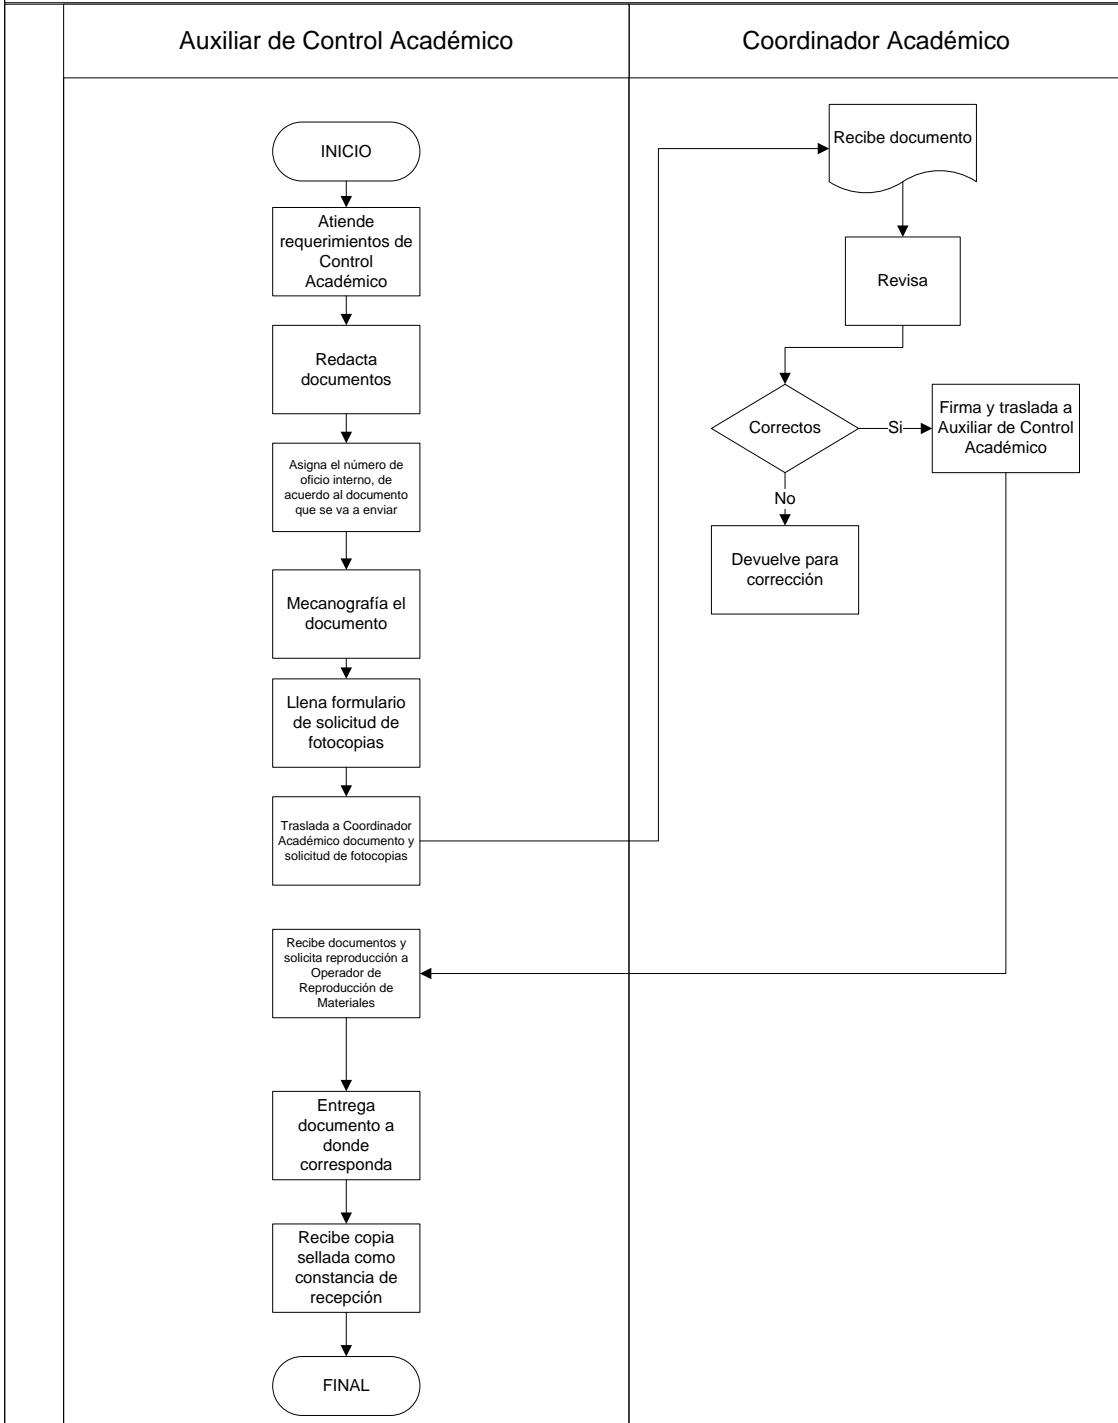 Auxiliar de Control Académico
Coordinador Académico
INICIO
Atiende
requerimientos de
Control
Académico
Redacta
documentos
Asigna el número de
oficio interno, de
acuerdo al documento
que se va a enviar
Mecanografía el
documento
Llena formulario
de solicitud de
fotocopias
Traslada a Coordinador
Académico documento y
solicitud de fotocopias
Recibe documento
Revisa
Correctos
Si
Firma y traslada a
Auxiliar de Control
Académico
No
Devuelve para
corrección
Recibe documentos y
solicita reproducción a
Operador de
Reproducción de
Materiales
Entrega
documento a
donde
corresponda
Recibe copia
sellada como
constancia de
recepción
FINAL